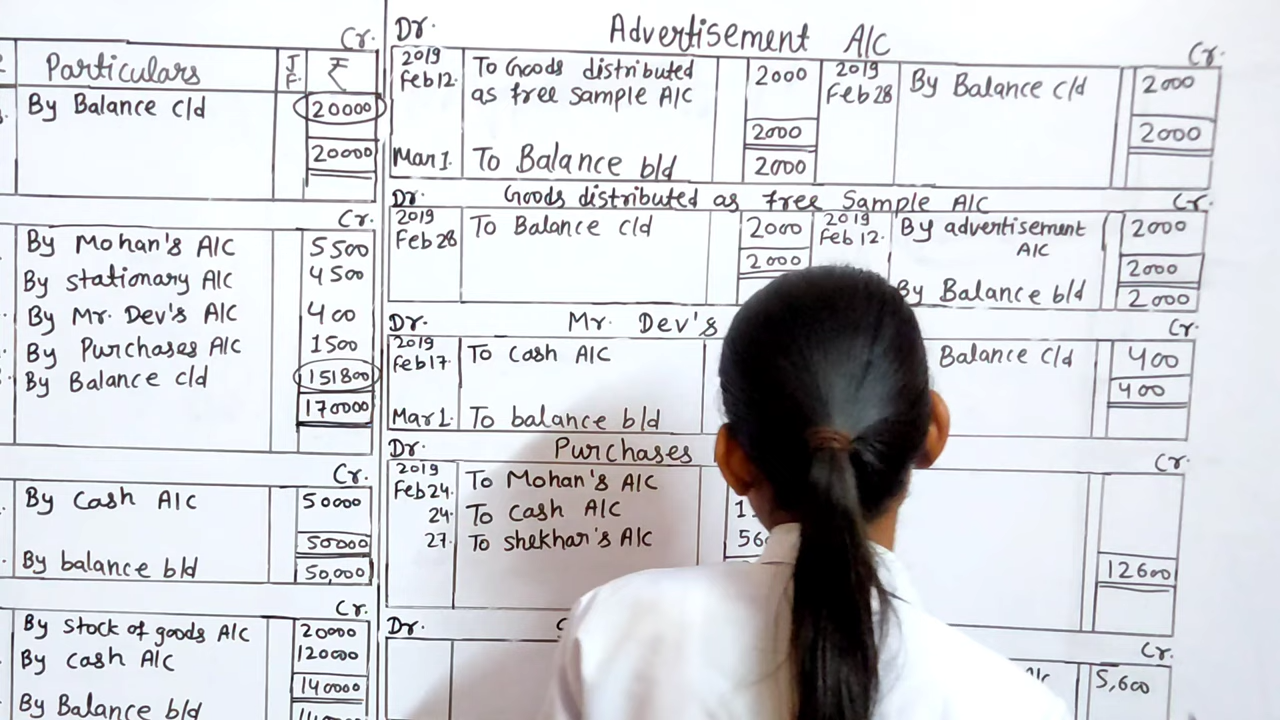 Cr.
Particulars J.F. ₹
By Balance c/d 20000
20000
Cr.
By Mohan's A/C 5500
By stationary A/C 4500
By Mr. Dev's A/C 400
By Purchases A/C 1500
By Balance c/d 151800
170000
Cr.
By Cash A/C 50000
50000
By balance b/d 50,000
Cr.
By Stock of goods A/C 20000
By Cash A/C 120000
140000
By Balance b/d
Dr. Advertisement A/C Cr.
2019 2019
Feb 12. To Goods distributed 2000 Feb 28 By Balance c/d 2000
as free sample A/C
2000 2000
Mar 1. To Balance b/d 2000
Dr. Goods distributed as free Sample A/C Cr.
2019 2019
Feb 28 To Balance c/d 2000 Feb 12. By advertisement 2000
A/C
2000 2000
By Balance b/d 2000
Dr. Mr. Dev's Cr.
2019
Feb 17. To Cash A/C Balance c/d 400
400
Mar 1. To balance b/d
Dr. Purchases Cr.
2019
Feb 24. To Mohan's A/C
24. To Cash A/C
27. To shekhar's A/C
12600
Dr. Cr.
5,600